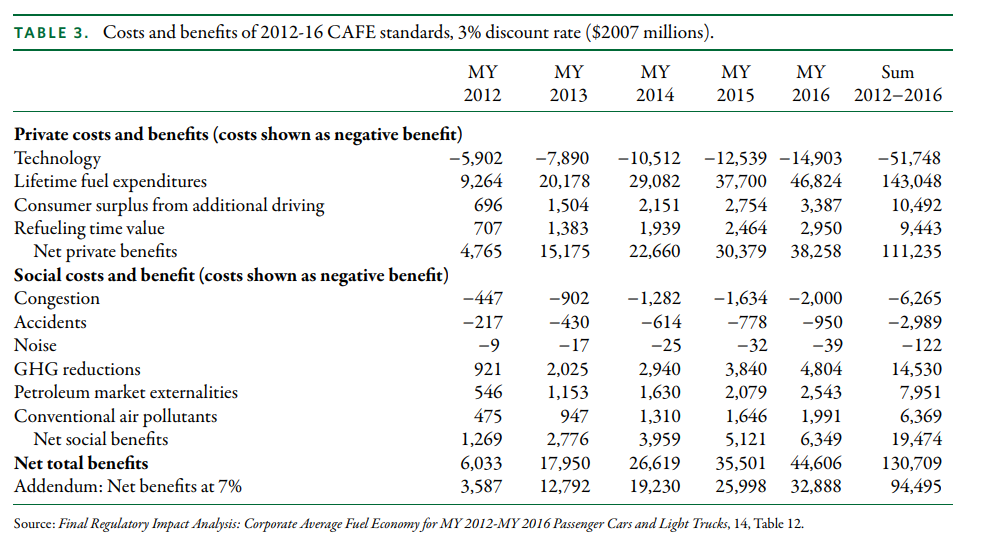 TABLE 3. Costs and benefits of 2012-16 CAFE standards, 3% discount rate ($2007 millions).
MY MY MY MY MY Sum
2012 2013 2014 2015 2016 2012−2016
Private costs and benefits (costs shown as negative benefit)
Technology −5,902 −7,890 −10,512 −12,539 −14,903 −51,748
Lifetime fuel expenditures 9,264 20,178 29,082 37,700 46,824 143,048
Consumer surplus from additional driving 696 1,504 2,151 2,754 3,387 10,492
Refueling time value 707 1,383 1,939 2,464 2,950 9,443
Net private benefits 4,765 15,175 22,660 30,379 38,258 111,235
Social costs and benefit (costs shown as negative benefit)
Congestion −447 −902 −1,282 −1,634 −2,000 −6,265
Accidents −217 −430 −614 −778 −950 −2,989
Noise −9 −17 −25 −32 −39 −122
GHG reductions 921 2,025 2,940 3,840 4,804 14,530
Petroleum market externalities 546 1,153 1,630 2,079 2,543 7,951
Conventional air pollutants 475 947 1,310 1,646 1,991 6,369
Net social benefits 1,269 2,776 3,959 5,121 6,349 19,474
Net total benefits 6,033 17,950 26,619 35,501 44,606 130,709
Addendum: Net benefits at 7% 3,587 12,792 19,230 25,998 32,888 94,495
Source: Final Regulatory Impact Analysis: Corporate Average Fuel Economy for MY 2012-MY 2016 Passenger Cars and Light Trucks, 14, Table 12.